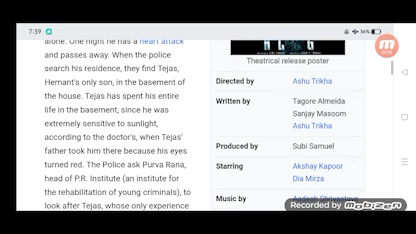 7:39
56%
alone. One night he has a heart attack
and passes away. When the police
search his residence, they find Tejas,
Hemant's only son, in the basement of
the house. Tejas has spent his entire
life in the basement, since he was
extremely sensitive to sunlight,
according to the doctor's, when Tejas'
father took him there because his eyes
turned red. The Police ask Purva Rana,
head of P.R. Institute (an institute for
the rehabilitation of young criminals), to
look after Tejas, whose only experience
Theatrical release poster
Directed by Ashu Trikha
Written by Tagore Almeida
Sanjay Masoom
Ashu Trikha
Produced by Subi Samuel
Starring Akshay Kapoor
Dia Mirza
Music by Aadesh Shrivastava
Recorded by mobizen